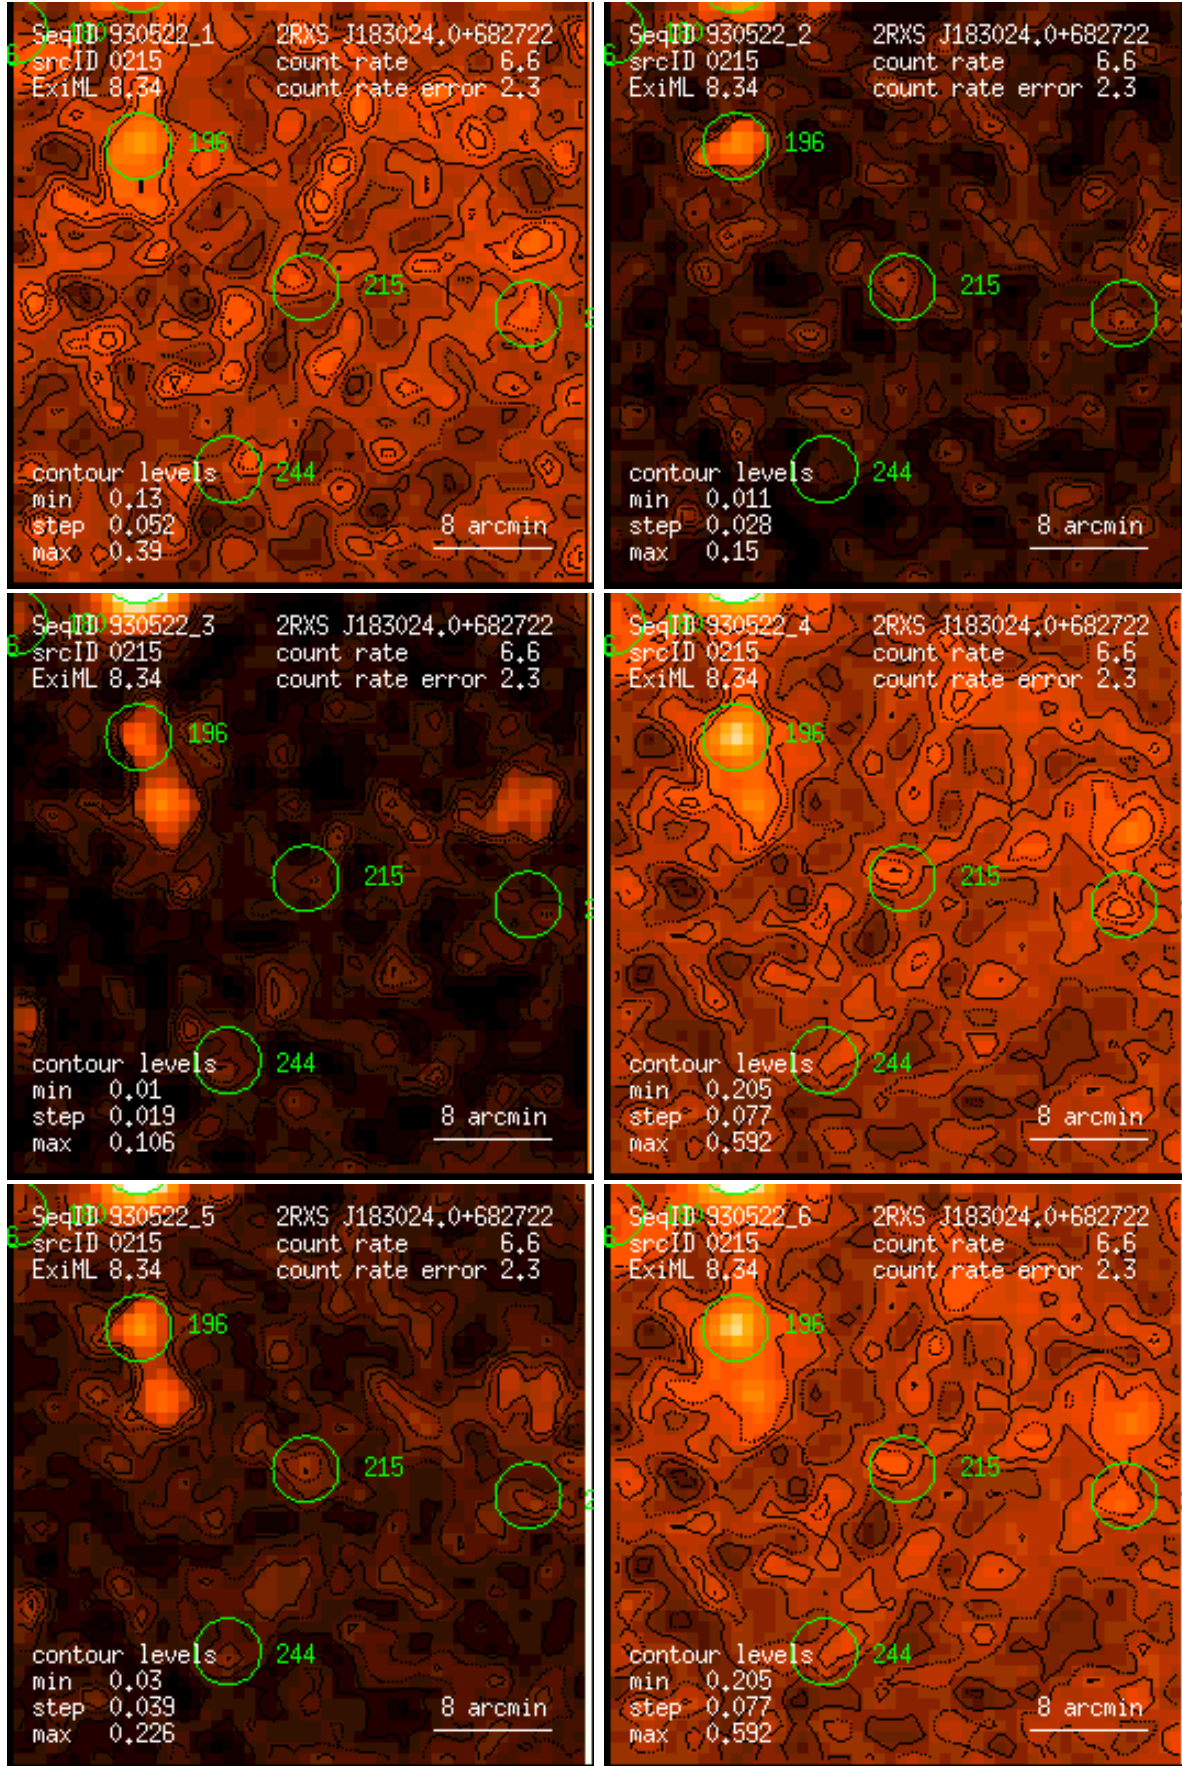 SeqID 930522_1 2RXS J183024.0+682722
srcID 0215 count rate 6.6
ExiML 8.34 count rate error 2.3
196
215
244
contour levels
min 0.13
step 0.052
max 0.39
8 arcmin
SeqID 930522_2 2RXS J183024.0+682722
srcID 0215 count rate 6.6
ExiML 8.34 count rate error 2.3
196
215
244
contour levels
min 0.011
step 0.028
max 0.15
8 arcmin
SeqID 930522_3 2RXS J183024.0+682722
srcID 0215 count rate 6.6
ExiML 8.34 count rate error 2.3
196
215
244
contour levels
min 0.01
step 0.019
max 0.106
8 arcmin
SeqID 930522_4 2RXS J183024.0+682722
srcID 0215 count rate 6.6
ExiML 8.34 count rate error 2.3
196
215
244
contour levels
min 0.205
step 0.077
max 0.592
8 arcmin
SeqID 930522_5 2RXS J183024.0+682722
srcID 0215 count rate 6.6
ExiML 8.34 count rate error 2.3
196
215
244
contour levels
min 0.03
step 0.039
max 0.226
8 arcmin
SeqID 930522_6 2RXS J183024.0+682722
srcID 0215 count rate 6.6
ExiML 8.34 count rate error 2.3
196
215
244
contour levels
min 0.205
step 0.077
max 0.592
8 arcmin